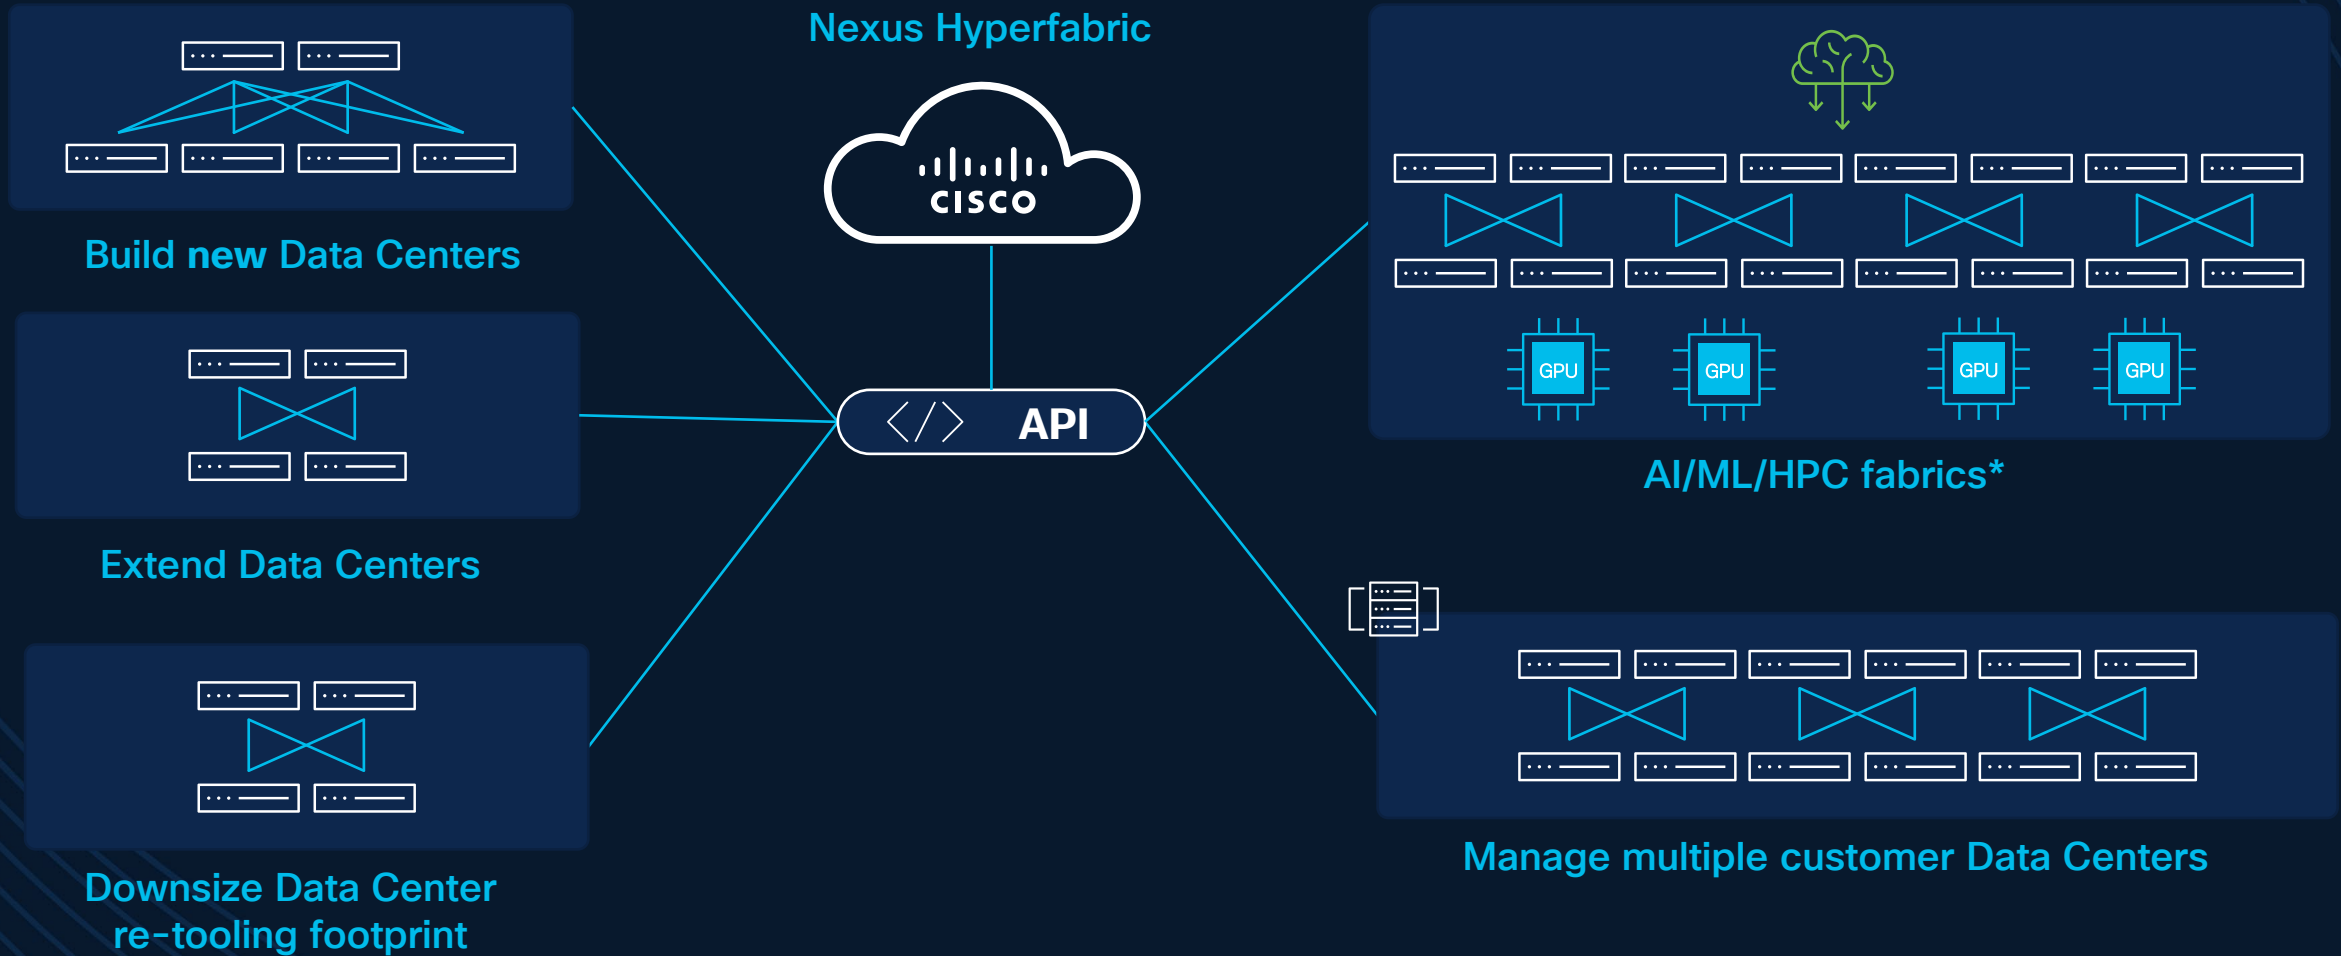 Nexus Hyperfabric
CISCO
</> API
Build new Data Centers
Extend Data Centers
Downsize Data Center
re-tooling footprint
GPU
GPU
GPU
GPU
AI/ML/HPC fabrics*
Manage multiple customer Data Centers